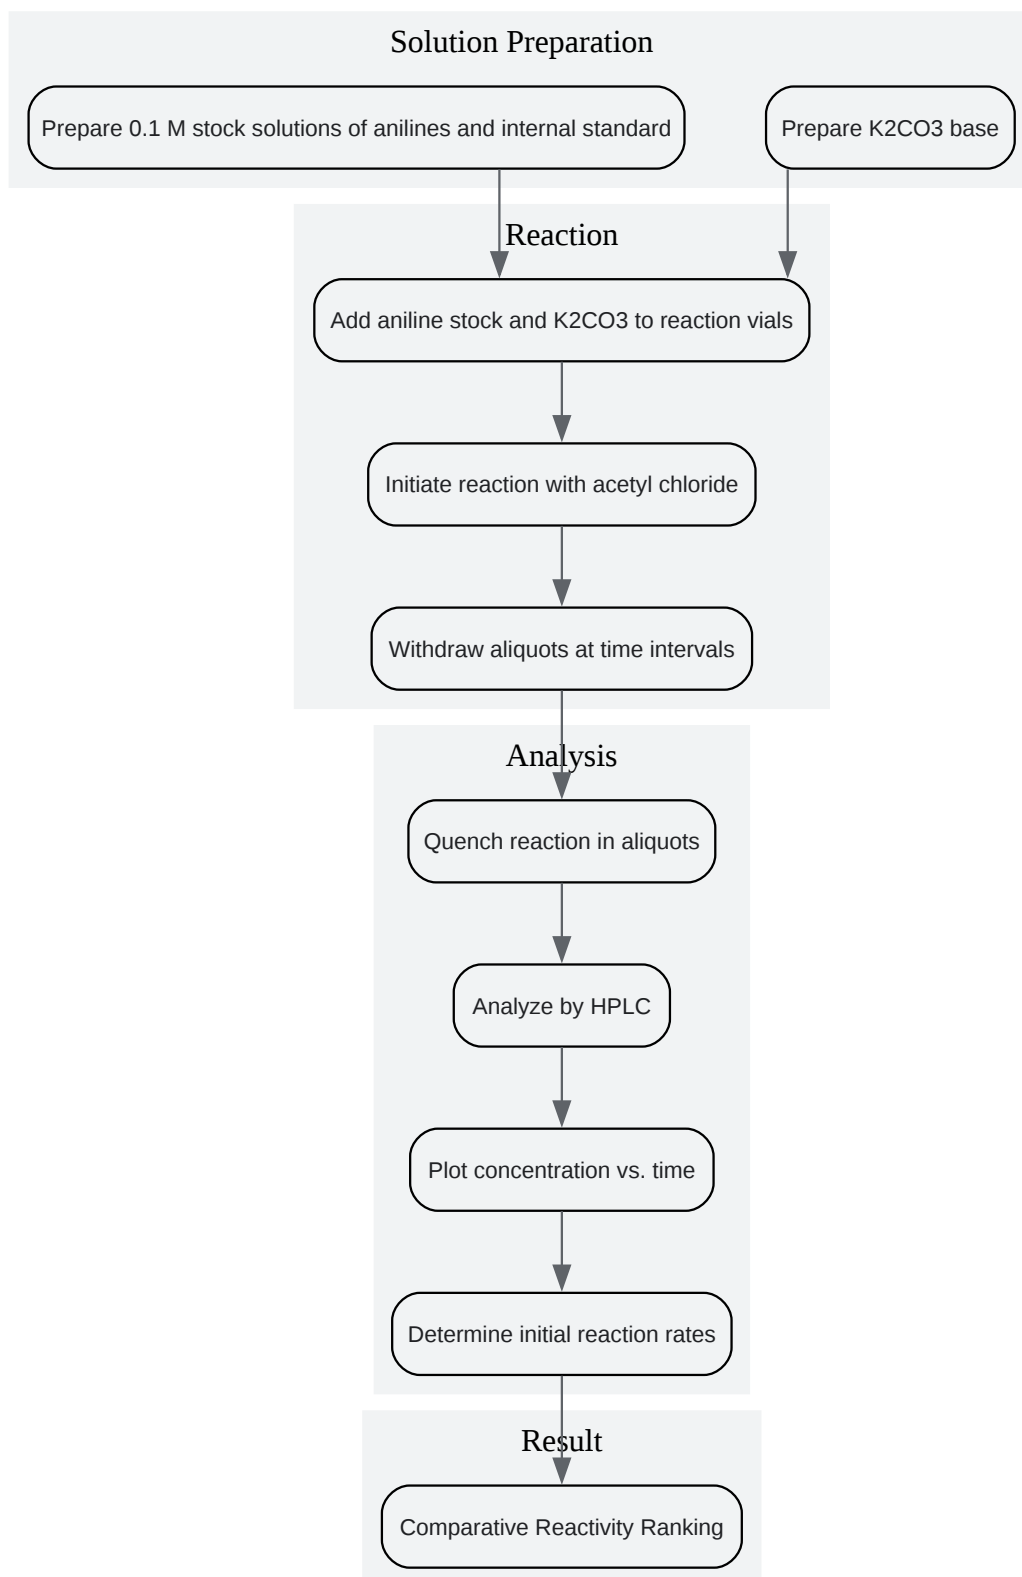 Solution Preparation
Prepare 0.1 M stock solutions of anilines and internal standard
Prepare K2CO3 base
Reaction
Add aniline stock and K2CO3 to reaction vials
Initiate reaction with acetyl chloride
Withdraw aliquots at time intervals
Analysis
Quench reaction in aliquots
Analyze by HPLC
Plot concentration vs. time
Determine initial reaction rates
Result
Comparative Reactivity Ranking